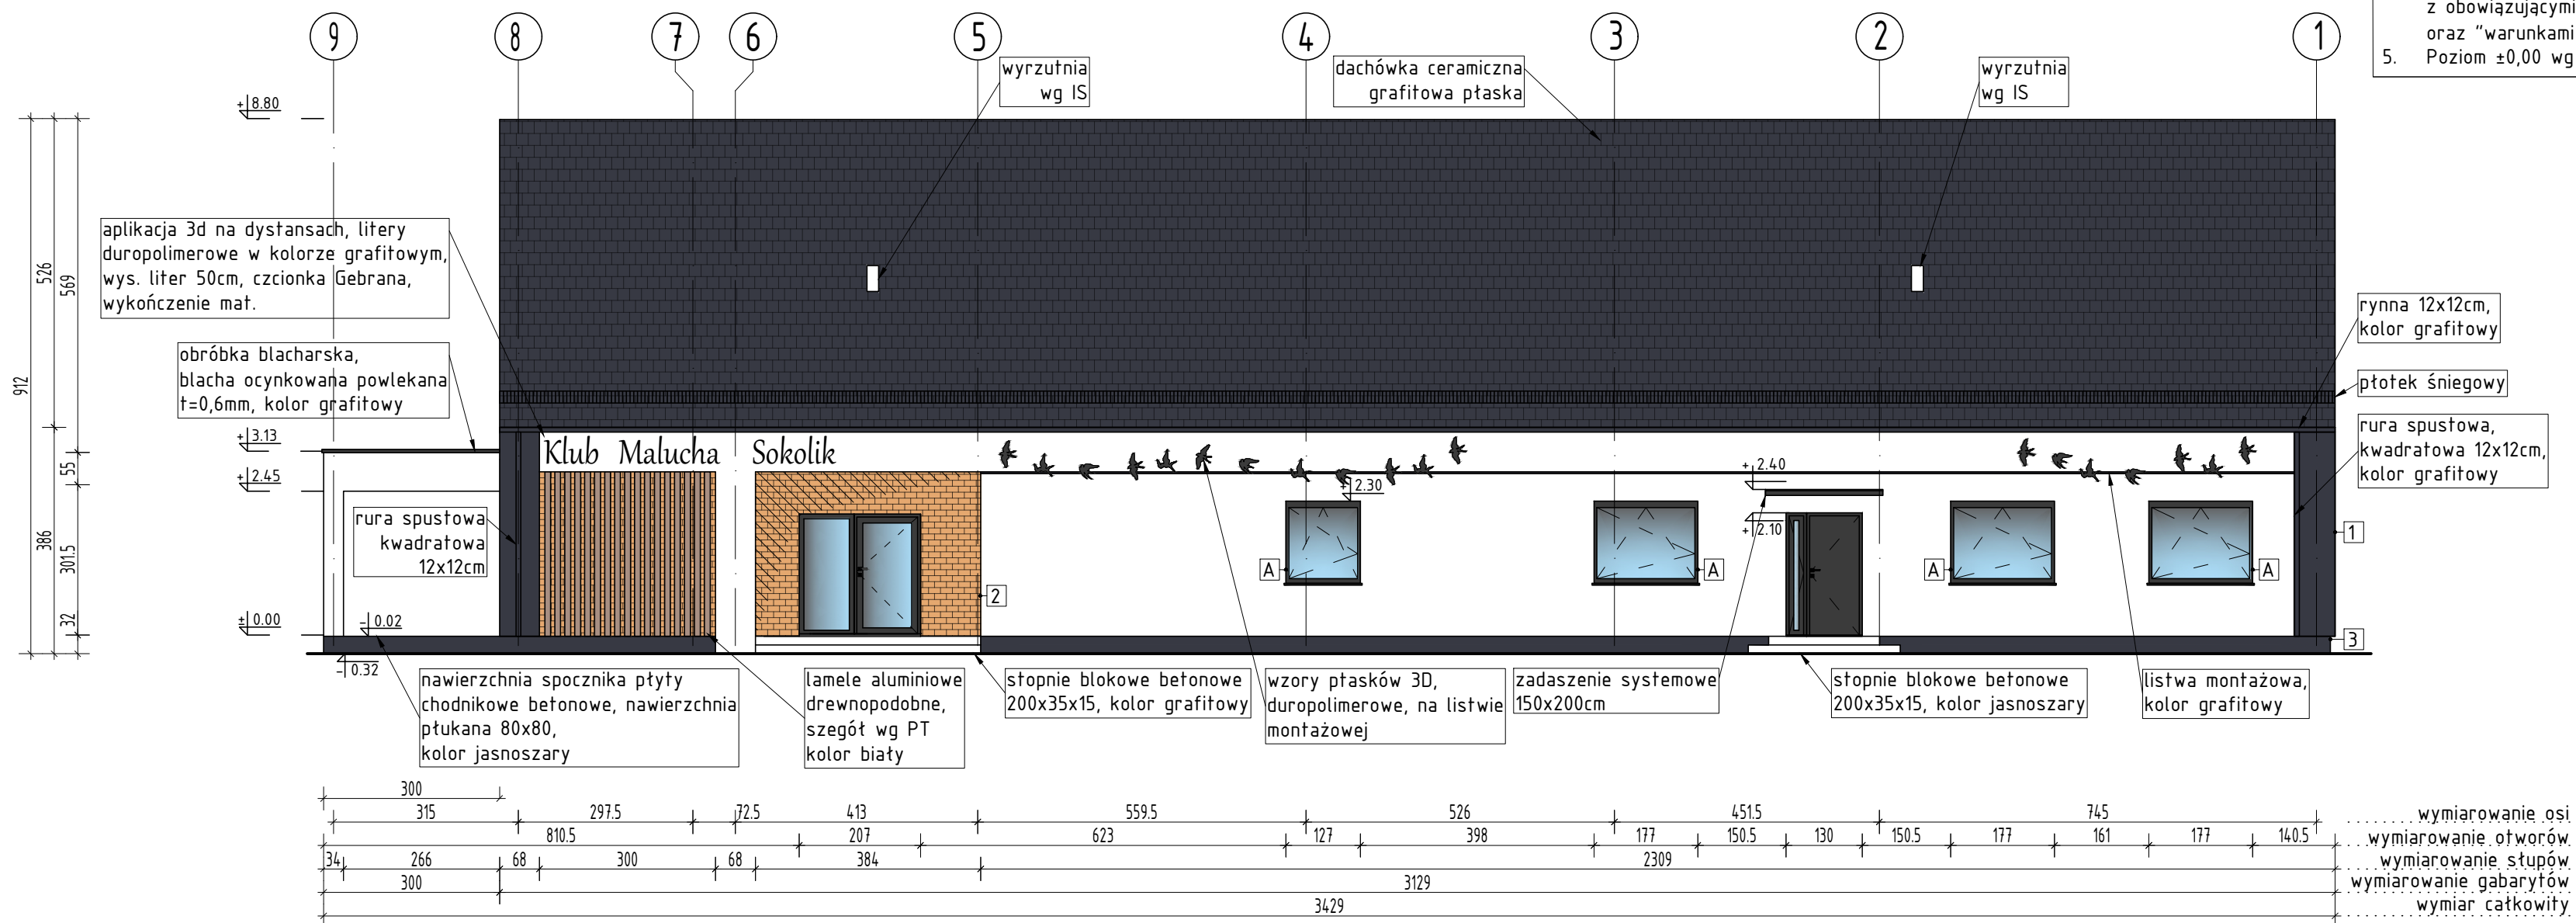 z obowiązującymi
oraz "warunkami
5. Poziom ±0,00 wg
9 8 7 6 5 4 3 2 1
wyrzutnia
wg IS
dachówka ceramiczna
grafitowa płaska
wyrzutnia
wg IS
+8.80
aplikacja 3d na dystansach, litery
duropolimerowe w kolorze grafitowym,
wys. liter 50cm, czcionka Gebrana,
wykończenie mat.
obróbka blacharska,
blacha ocynkowana powlekana
t=0,6mm, kolor grafitowy
rynna 12x12cm,
kolor grafitowy
płotek śniegowy
rura spustowa,
kwadratowa 12x12cm,
kolor grafitowy
526
569
912
386
55
301.5
32
+3.13
+2.45
±0.00
-0.02
-0.32
Klub Malucha Sokolik
+2.30
+2.40
+2.10
rura spustowa
kwadratowa
12x12cm
A A A A
1
2
3
nawierzchnia spocznika płyty
chodnikowe betonowe, nawierzchnia
płukana 80x80,
kolor jasnoszary
lamele aluminiowe
drewnopodobne,
szegół wg PT
kolor biały
stopnie blokowe betonowe
200x35x15, kolor grafitowy
wzory ptasków 3D,
duropolimerowe, na listwie
montażowej
zadaszenie systemowe
150x200cm
stopnie blokowe betonowe
200x35x15, kolor jasnoszary
listwa montażowa,
kolor grafitowy
300
315 297.5 72.5 413 559.5 526 451.5 745 wymiarowanie osi
810.5 207 623 127 398 177 150.5 130 150.5 177 161 177 140.5 wymiarowanie otworów
34 266 68 300 68 384 2309 wymiarowanie słupów
300 3129 wymiarowanie gabarytów
3429 wymiar całkowity